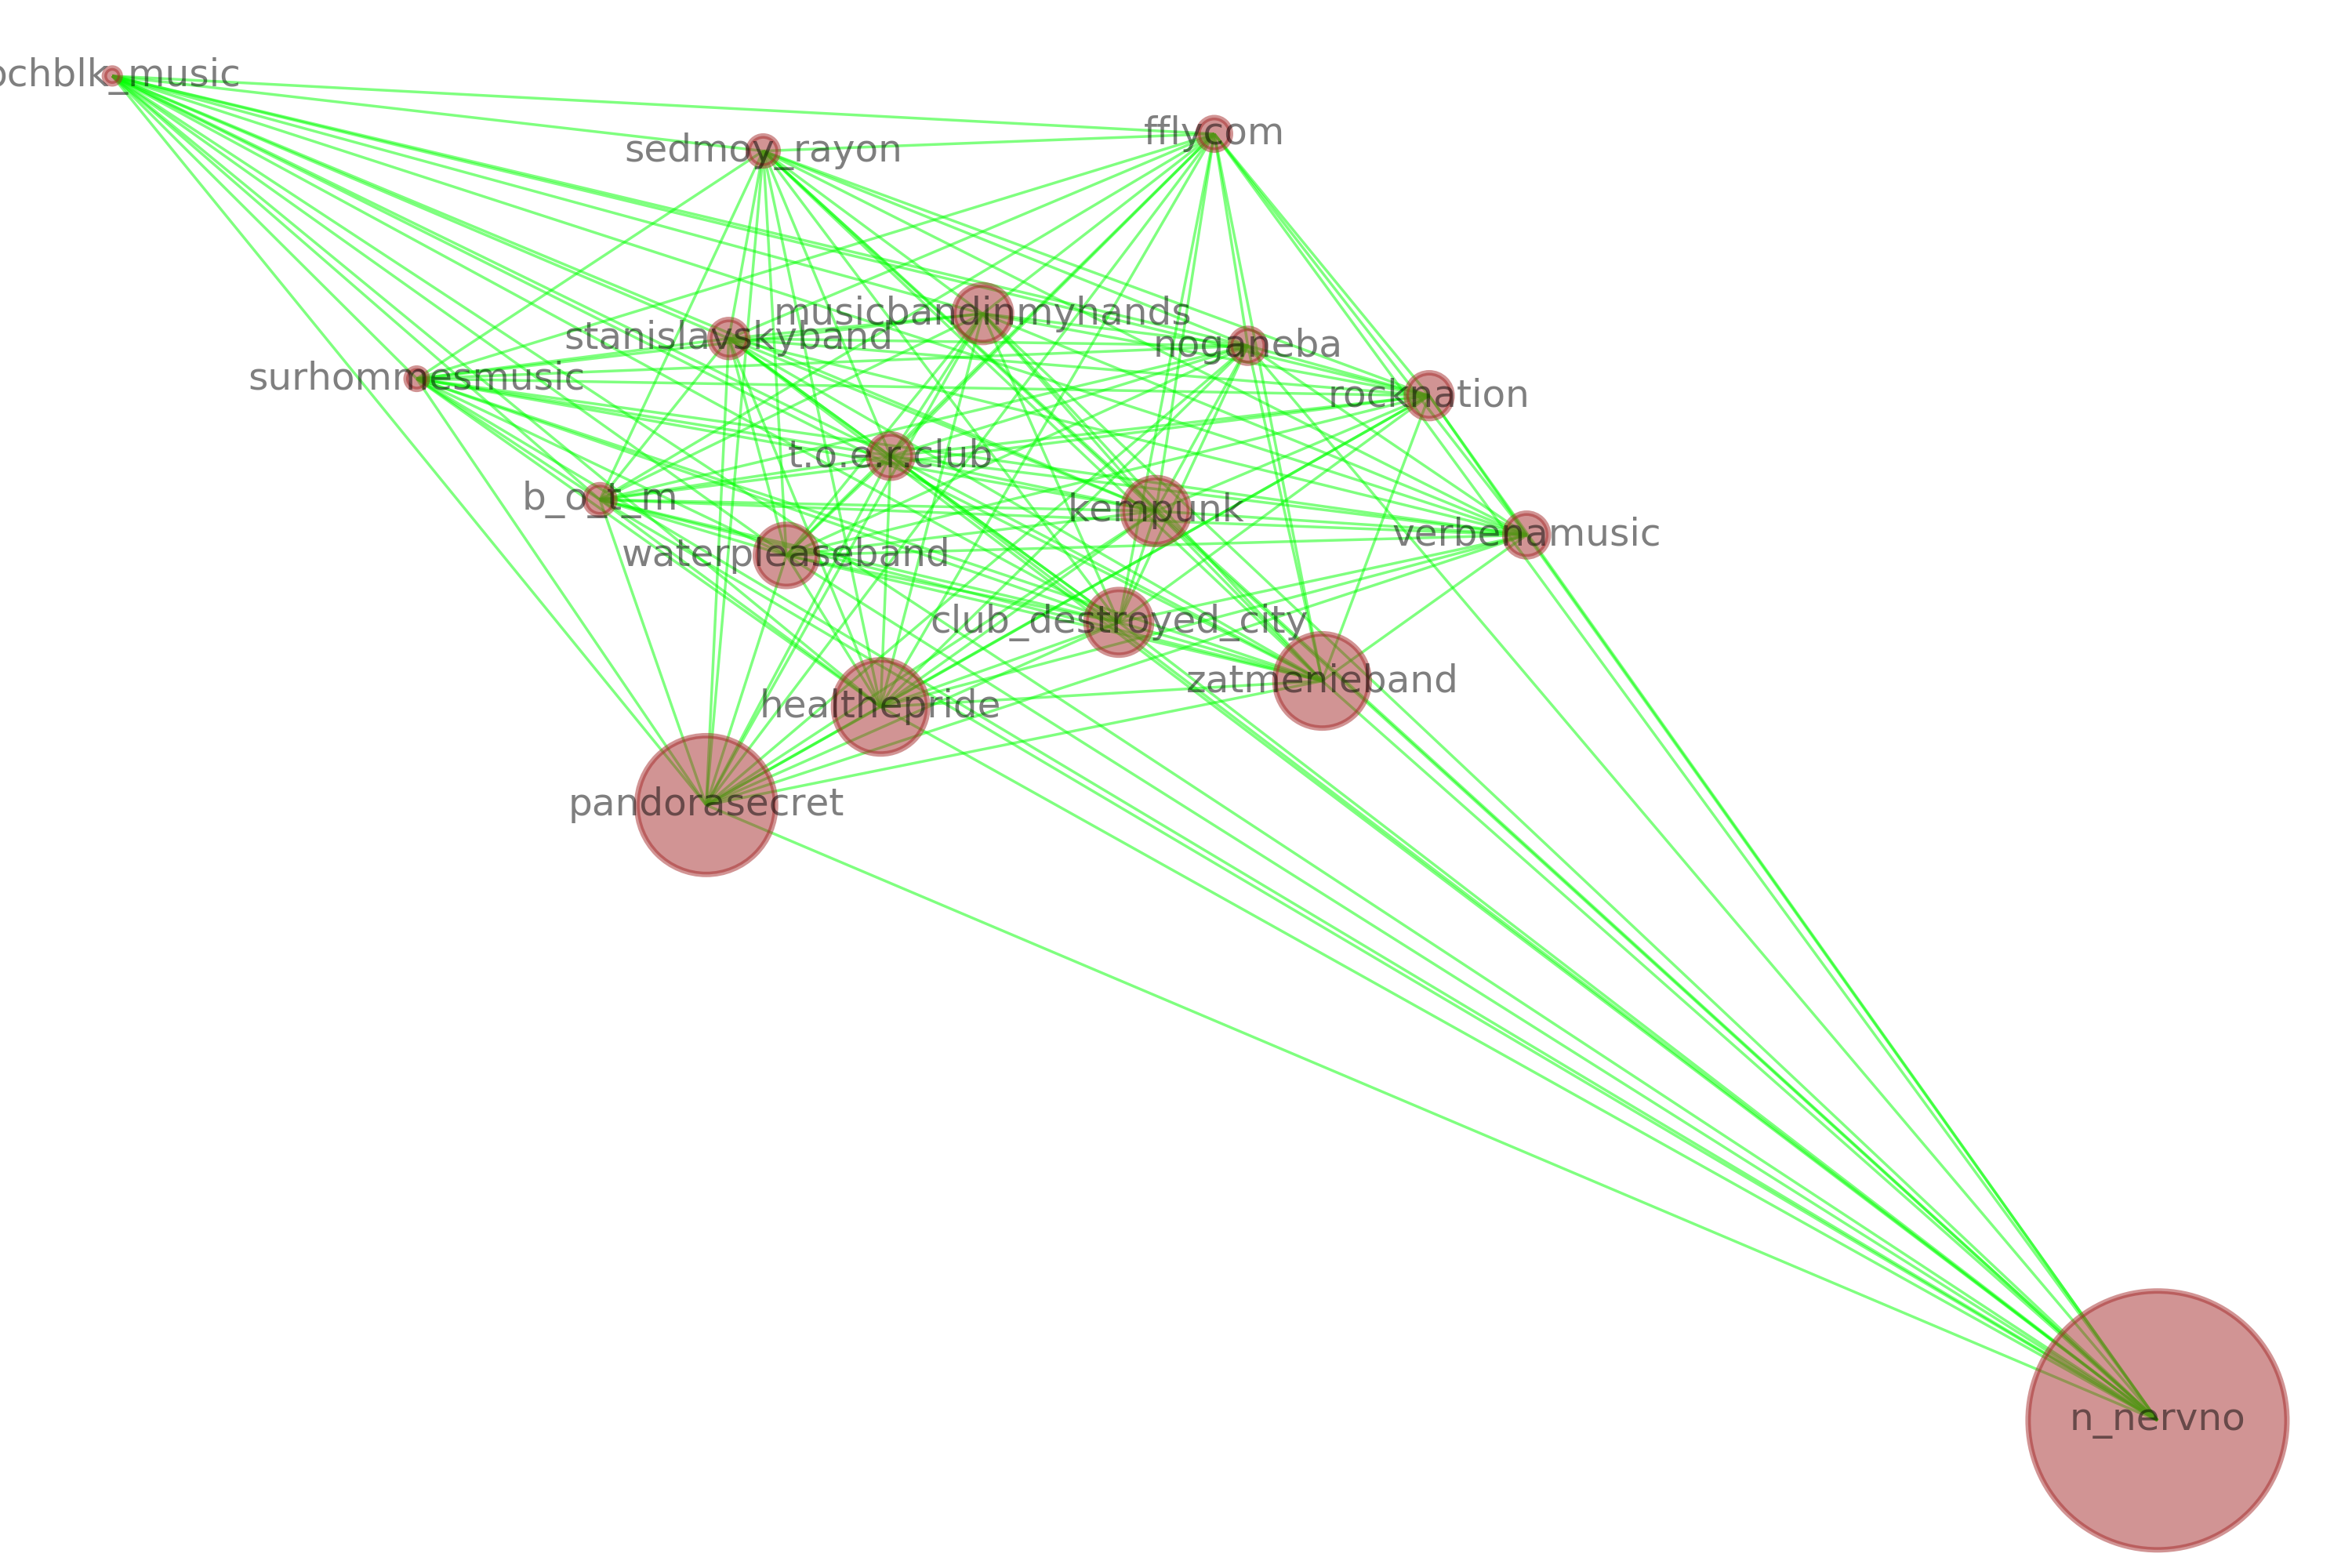 ochblk_music
fflycom
sedmoy_rayon
musicbandinmyhands
stanislavskyband
noganeba
surhommesmusic
rocknation
t.o.e.r.club
b_o_t_m
kempunk
verbenamusic
waterpleaseband
club_destroyed_city
zatmenieband
healthepride
pandorasecret
n_nervno